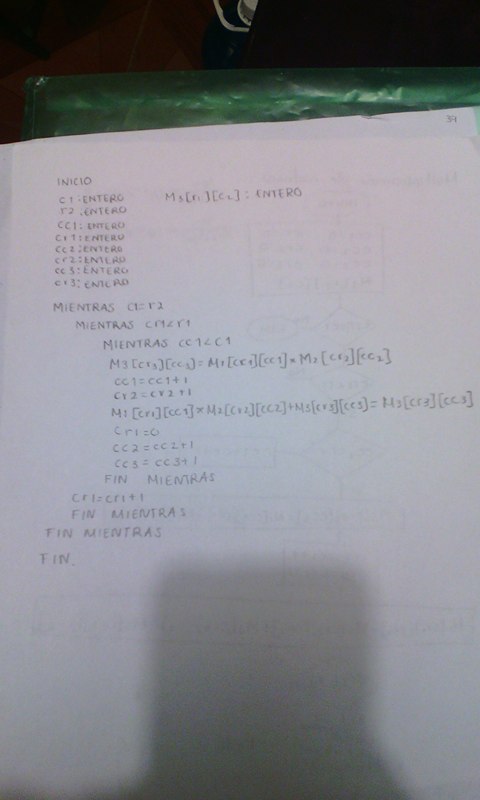 39
INICIO
C1:ENTERO M3[r1][c2]: ENTERO
r2:ENTERO
cc1:ENTERO
cr1:ENTERO
cc2:ENTERO
cr2:ENTERO
cc3:ENTERO
cr3:ENTERO
MIENTRAS C1=r2
MIENTRAS cr1<r1
MIENTRAS cc1<C1
M3[cr3][cc3]=M1[cr1][cc1]×M2[cr2][cc2]
cc1=cc1+1
cr2=cr2+1
M1[cr1][cc1]×M2[cr2][cc2]+M3[cr3][cc3]=M3[cr3][cc3]
cr1=0
cc2=cc2+1
cc3=cc3+1
FIN MIENTRAS
cr1=cr1+1
FIN MIENTRAS
FIN MIENTRAS
FIN.